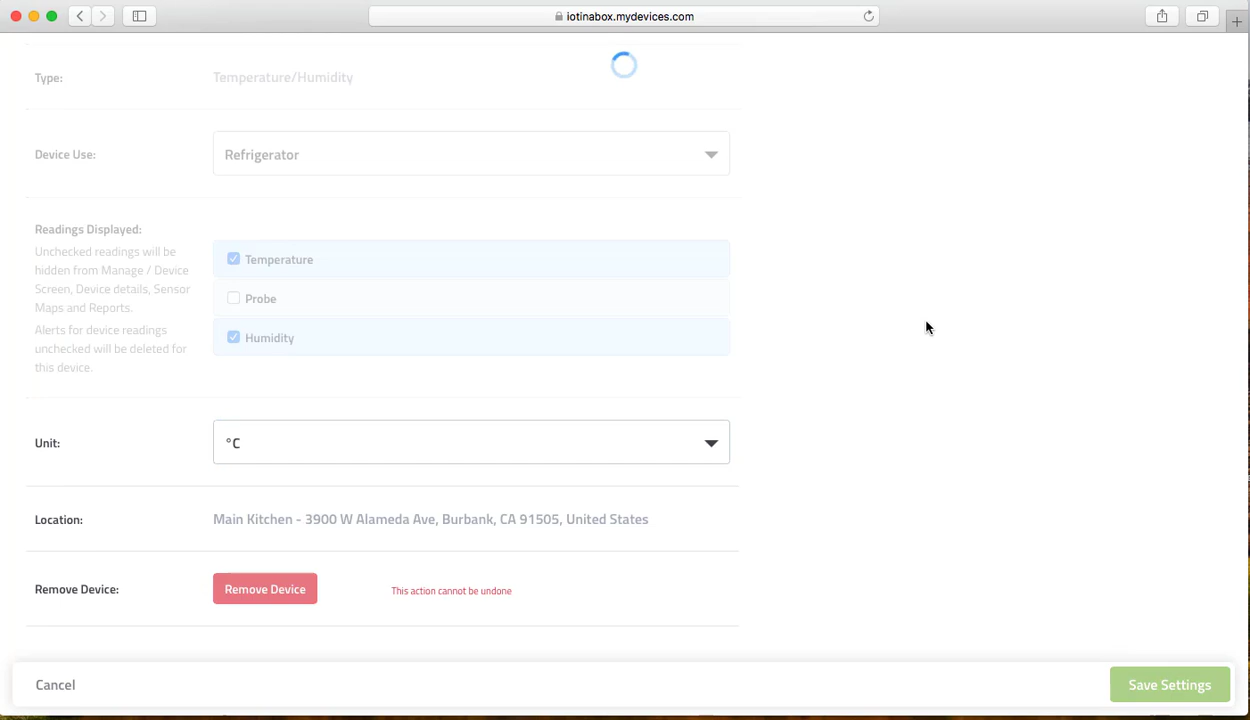 iotinabox.mydevices.com
Type:
Temperature/Humidity
Device Use:
Refrigerator
Readings Displayed:
Unchecked readings will be
hidden from Manage / Device
Screen, Device details, Sensor
Maps and Reports.
Alerts for device readings
unchecked will be deleted for
this device.
Temperature
Probe
Humidity
Unit:
°C
Location:
Main Kitchen - 3900 W Alameda Ave, Burbank, CA 91505, United States
Remove Device:
Remove Device
This action cannot be undone
Cancel
Save Settings